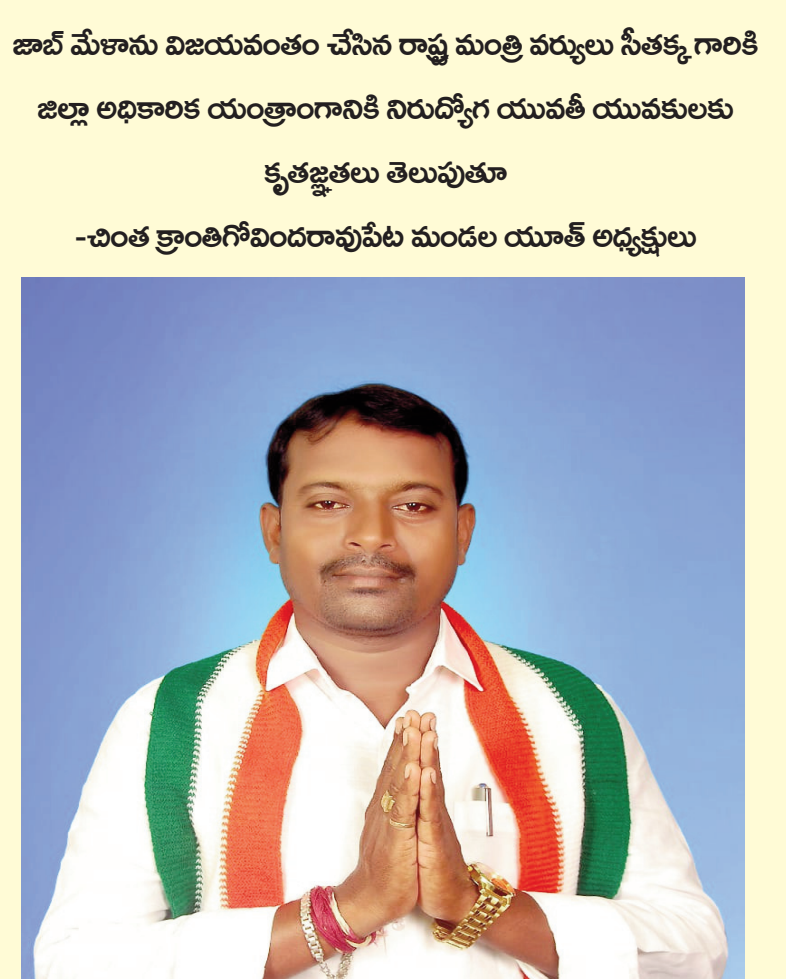 జాబ్ మేళాను విజయవంతం చేసిన రాష్ట్ర మంత్రి వర్యులు సీతక్క గారికి
జిల్లా అధికారిక యంత్రాంగానికి నిరుద్యోగ యువతీ యువకులకు
కృతజ్ఞతలు తెలుపుతూ
-చింత క్రాంతిగోవిందరావుపేట మండల యూత్ అధ్యక్షులు